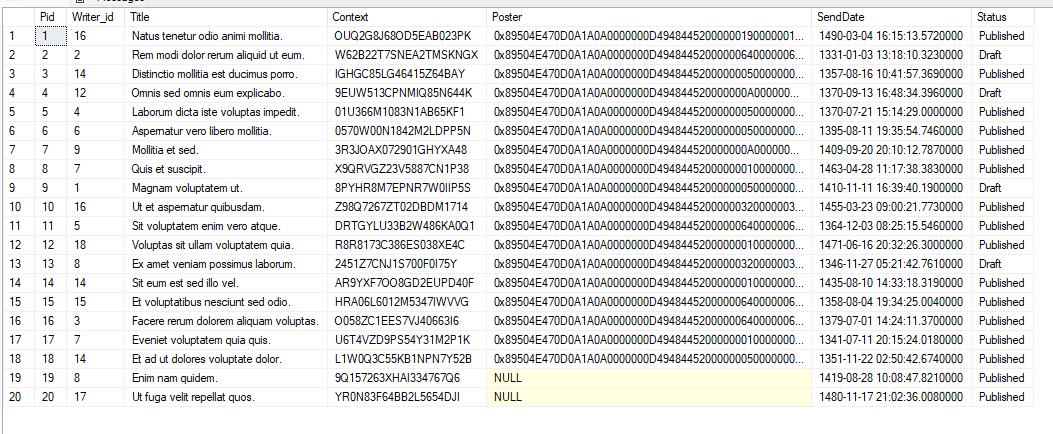 Messages
Pid Writer_id Title Context Poster SendDate Status
1 1 16 Natus tenetur odio animi mollitia. OUQ2G8J68OD5EAB023PK 0x89504E470D0A1A0A0000000D49484452000000190000001... 1490-03-04 16:15:13.5720000 Published
2 2 2 Rem modi dolor rerum aliquid ut eum. W62B22T7SNEA2TMSKNGX 0x89504E470D0A1A0A0000000D494844520000006400000006... 1331-01-03 13:18:10.3230000 Draft
3 3 14 Distinctio mollitia est ducimus porro. IGHGC85LG46415Z64BAY 0x89504E470D0A1A0A0000000D494844520000000500000000... 1357-08-16 10:41:57.3690000 Published
4 4 12 Omnis sed omnis eum explicabo. 9EUW513CPNMIQ85N644K 0x89504E470D0A1A0A0000000D494844520000000A000000... 1370-09-13 16:48:34.3960000 Draft
5 5 4 Laborum dicta iste voluptas impedit. 01U366M1083N1AB65KF1 0x89504E470D0A1A0A0000000D494844520000000500000000... 1370-07-21 15:14:29.0000000 Published
6 6 6 Aspernatur vero libero mollitia. 0570W00N1842M2LDPP5N 0x89504E470D0A1A0A0000000D494844520000000500000000... 1395-08-11 19:35:54.7460000 Published
7 7 9 Mollitia et sed. 3R3JOAX072901GHYXA48 0x89504E470D0A1A0A0000000D494844520000000A000000... 1409-09-20 20:10:12.7870000 Published
8 8 7 Quis et suscipit. X9QRVGZ23V5887CN1P38 0x89504E470D0A1A0A0000000D494844520000001000000000... 1463-04-28 11:17:38.3830000 Published
9 9 1 Magnam voluptatem ut. 8PYHR8M7EPNR7W0IIP5S 0x89504E470D0A1A0A0000000D494844520000000500000000... 1410-11-11 16:39:40.1900000 Draft
10 10 16 Ut et aspernatur quibusdam. Z98Q7267ZT02DBDM1714 0x89504E470D0A1A0A0000000D494844520000003200000003... 1455-03-23 09:00:21.7730000 Published
11 11 5 Sit voluptatem enim vero atque. DRTGYLU33B2W486KA0Q1 0x89504E470D0A1A0A0000000D494844520000006400000006... 1364-12-03 08:25:15.5460000 Published
12 12 18 Voluptas sit ullam voluptatem quia. R8R8173C386ES038XE4C 0x89504E470D0A1A0A0000000D494844520000001000000000... 1471-06-16 20:32:26.3000000 Published
13 13 8 Ex amet veniam possimus laborum. 2451Z7CNJ1S700F0I75Y 0x89504E470D0A1A0A0000000D494844520000003200000003... 1346-11-27 05:21:42.7610000 Draft
14 14 14 Sit eum est sed illo vel. AR9YXF7OO8GD2EUPD40F 0x89504E470D0A1A0A0000000D494844520000001000000000... 1435-08-10 14:33:18.3190000 Published
15 15 15 Et voluptatibus nesciunt sed odio. HRA06L6012M5347IWVVG 0x89504E470D0A1A0A0000000D494844520000006400000006... 1358-08-04 19:34:25.0040000 Published
16 16 3 Facere rerum dolorem aliquam voluptas. O058ZC1EES7VJ40663I6 0x89504E470D0A1A0A0000000D494844520000006400000006... 1379-07-01 14:24:11.3700000 Published
17 17 7 Eveniet voluptatem quia quis. U6T4VZD9PS54Y31M2P1K 0x89504E470D0A1A0A0000000D494844520000001000000000... 1341-07-11 20:15:24.0180000 Published
18 18 14 Et ad ut dolores voluptate dolor. L1W0Q3C55KB1NPN7Y52B 0x89504E470D0A1A0A0000000D494844520000000500000000... 1351-11-22 02:50:42.6740000 Published
19 19 8 Enim nam quidem. 9Q157263XHAI334767Q6 NULL 1419-08-28 10:08:47.8210000 Published
20 20 17 Ut fuga velit repellat quos. YR0N83F64BB2L5654DJI NULL 1480-11-17 21:02:36.0080000 Published